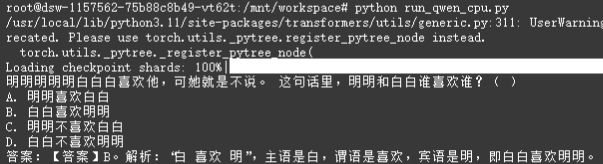 root@dsw-1157562-75b88c8b49-vt62t:/mnt/workspace# python run_qwen_cpu.py
/usr/local/lib/python3.11/site-packages/transformers/utils/generic.py:311: UserWarning
recated. Please use torch.utils._pytree.register_pytree_node instead.
torch.utils._pytree._register_pytree_node(
Loading checkpoint shards: 100%|
明明明明明白白白喜欢他，可她就是不说。 这句话里，明明和白白谁喜欢谁？（ ）
A. 明明喜欢白白
B. 白白喜欢明明
C. 明明不喜欢白白
D. 白白不喜欢明明
答案：【答案】B。解析：“白 喜欢 明”，主语是白，谓语是喜欢，宾语是明，即白白喜欢明明。